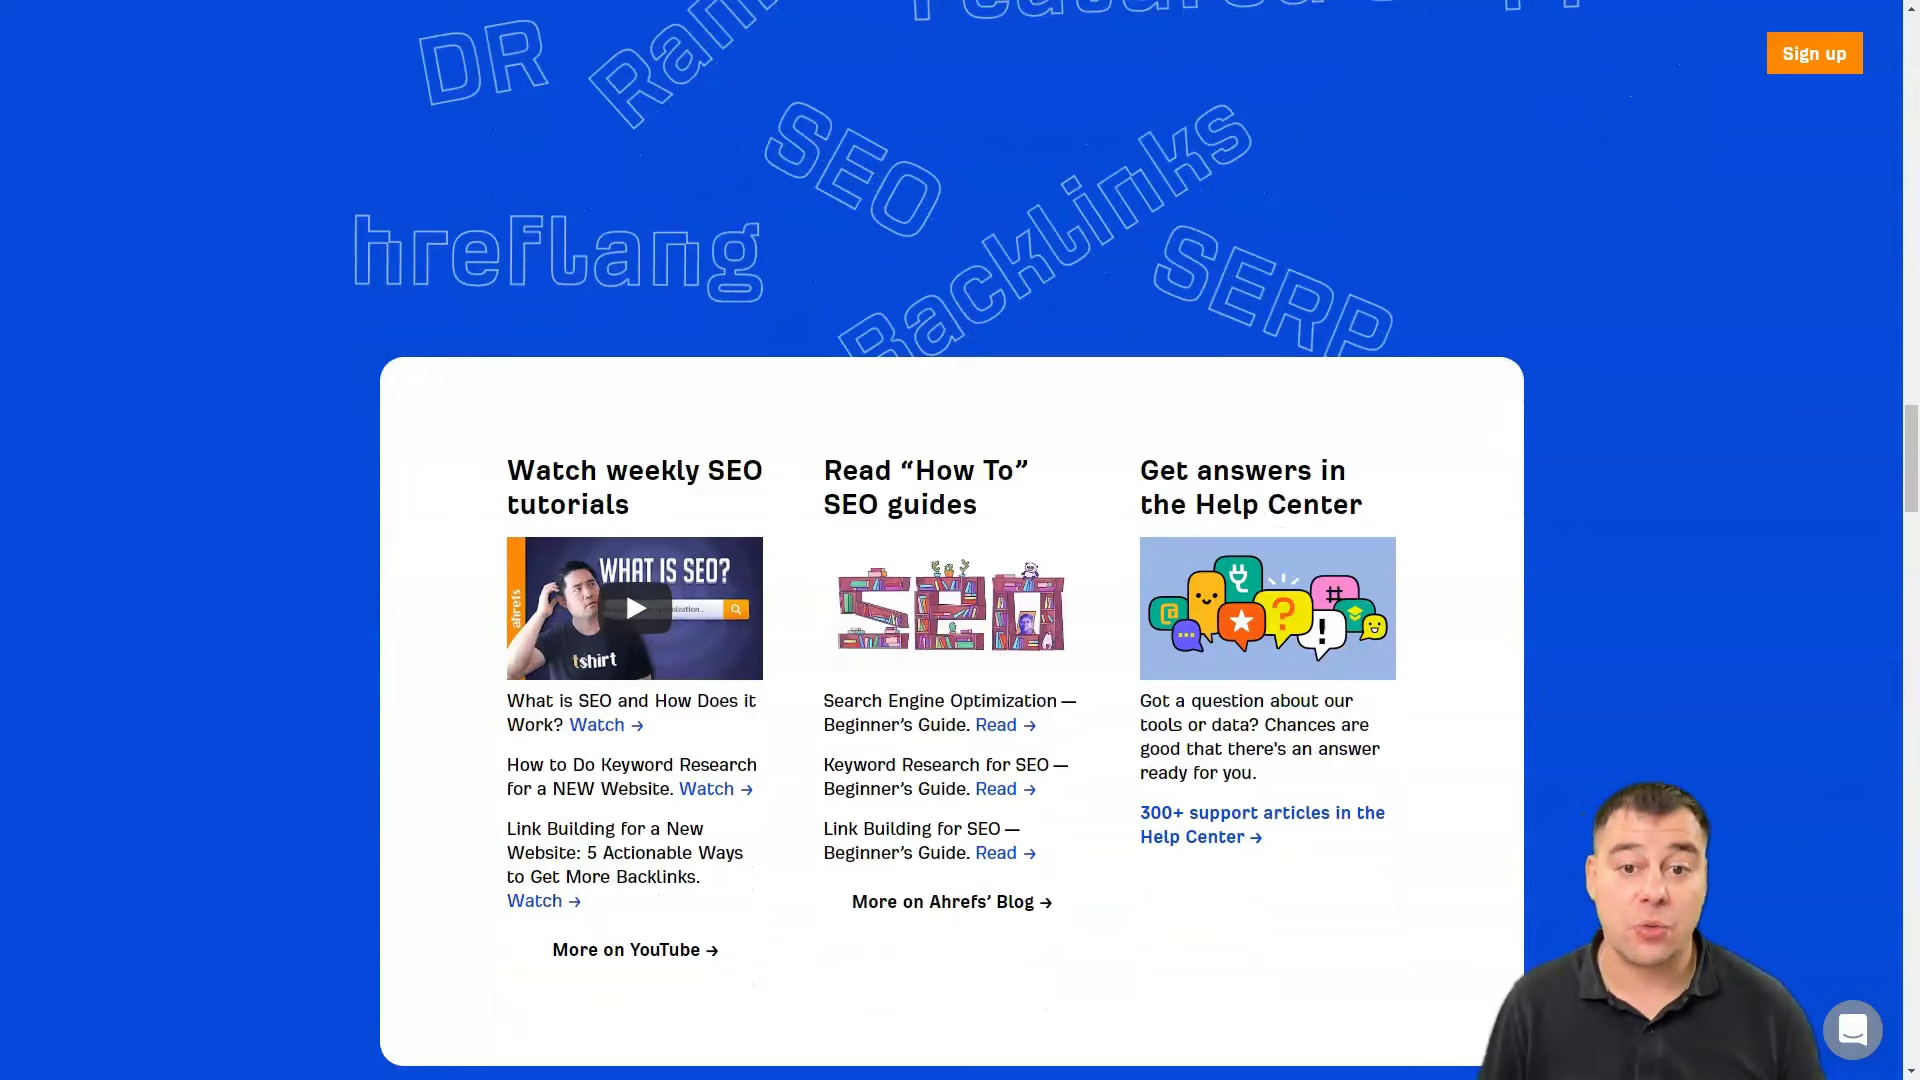 DR
SEO
Backlinks
hreflang
SERP
Sign up
Watch weekly SEO
tutorials
WHAT IS SEO?
ahrefs
tshirt
What is SEO and How Does it
Work? Watch →
How to Do Keyword Research
for a NEW Website. Watch →
Link Building for a New
Website: 5 Actionable Ways
to Get More Backlinks.
Watch →
More on YouTube →
Read “How To”
SEO guides
seo
Search Engine Optimization —
Beginner’s Guide. Read →
Keyword Research for SEO —
Beginner’s Guide. Read →
Link Building for SEO —
Beginner’s Guide. Read →
More on Ahrefs’ Blog →
Get answers in
the Help Center
@
#
?
!
Got a question about our
tools or data? Chances are
good that there's an answer
ready for you.
300+ support articles in the
Help Center →